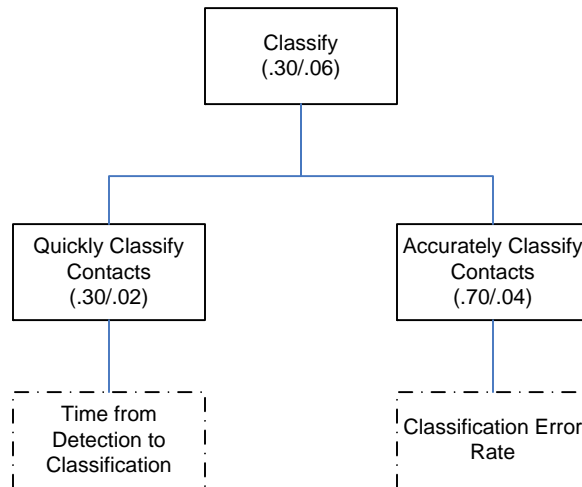 Classify
(.30/.06)
Quickly Classify
Contacts
(.30/.02)
Accurately Classify
Contacts
(.70/.04)
Time from
Detection to
Classification
Classification Error
Rate